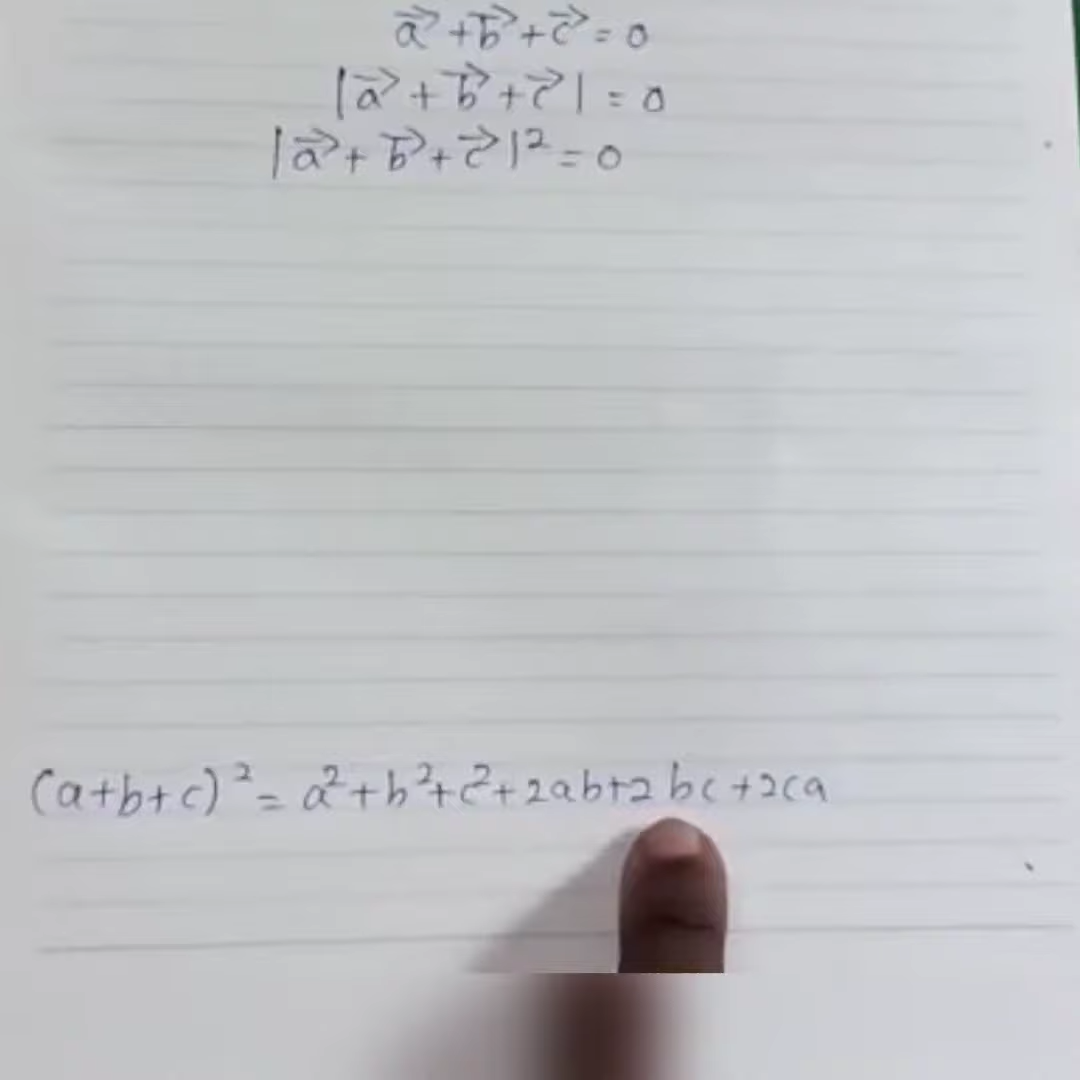 a⃗ + b⃗ + c⃗ = 0
|a⃗ + b⃗ + c⃗| = 0
|a⃗ + b⃗ + c⃗|² = 0
(a+b+c)² = a²+b²+c²+2ab+2bc+2ca